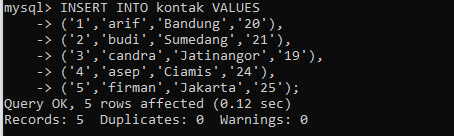 mysql> INSERT INTO kontak VALUES
    -> ('1','arif','Bandung','20'),
    -> ('2','budi','Sumedang','21'),
    -> ('3','candra','Jatinangor','19'),
    -> ('4','asep','Ciamis','24'),
    -> ('5','firman','Jakarta','25');
Query OK, 5 rows affected (0.12 sec)
Records: 5  Duplicates: 0  Warnings: 0